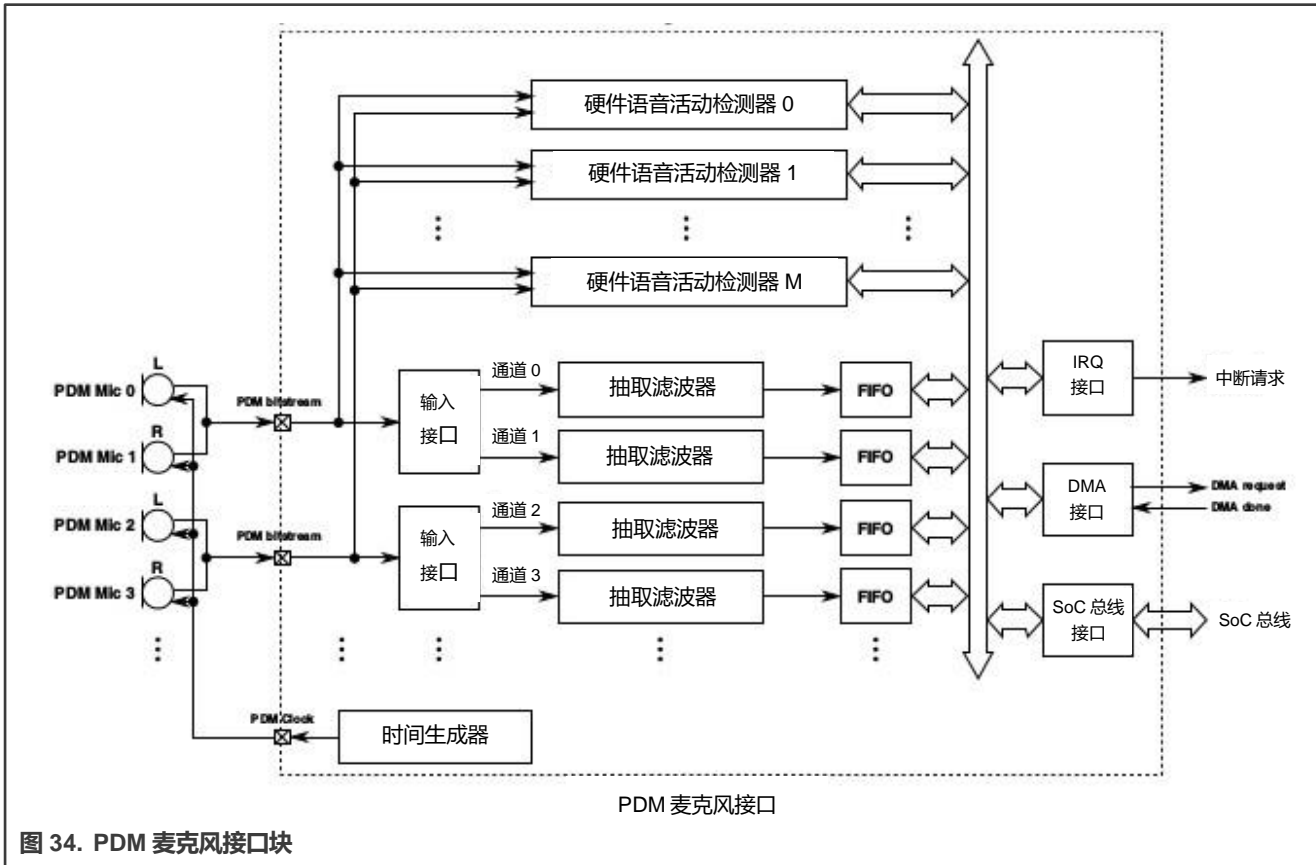 硬件语音活动检测器 0
硬件语音活动检测器 1
硬件语音活动检测器 M
L
PDM Mic 0
R
PDM Mic 1
L
PDM Mic 2
R
PDM Mic 3
PDM bitstream
PDM bitstream
输入
接口
输入
接口
通道 0
抽取滤波器
FIFO
通道 1
抽取滤波器
FIFO
通道 2
抽取滤波器
FIFO
通道 3
抽取滤波器
FIFO
IRQ
接口
中断请求
DMA
接口
DMA request
DMA done
SoC 总线
接口
SoC 总线
PDM Clock
时间生成器
PDM 麦克风接口
图 34. PDM 麦克风接口块